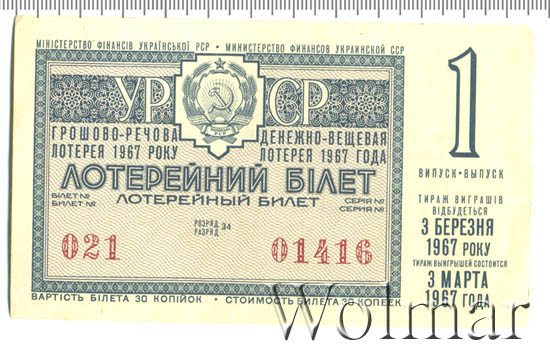 МІНІСТЕРСТВО ФІНАНСІВ УКРАЇНСЬКОЇ РСР • МИНИСТЕРСТВО ФИНАНСОВ УКРАИНСКОЙ ССР
УРСР
ГРОШОВО-РЕЧОВА
ЛОТЕРЕЯ 1967 РОКУ
ДЕНЕЖНО-ВЕЩЕВАЯ
ЛОТЕРЕЯ 1967 ГОДА
ЛОТЕРЕЙНИЙ БІЛЕТ
ЛОТЕРЕЙНЫЙ БИЛЕТ
БІЛЕТ №
БИЛЕТ №
СЕРІЯ №
СЕРИЯ №
РОЗРЯД
РАЗРЯД
34
021
01416
ВАРТІСТЬ БІЛЕТА 30 КОПІЙОК • СТОИМОСТЬ БИЛЕТА 30 КОПЕЕК
1
ВИПУСК • ВЫПУСК
ТИРАЖ ВИГРАШІВ
ВІДБУДЕТЬСЯ
3 БЕРЕЗНЯ
1967 РОКУ
ТИРАЖ ВЫИГРЫШЕЙ СОСТОИТСЯ
3 МАРТА
1967 ГОДА
Wolmar